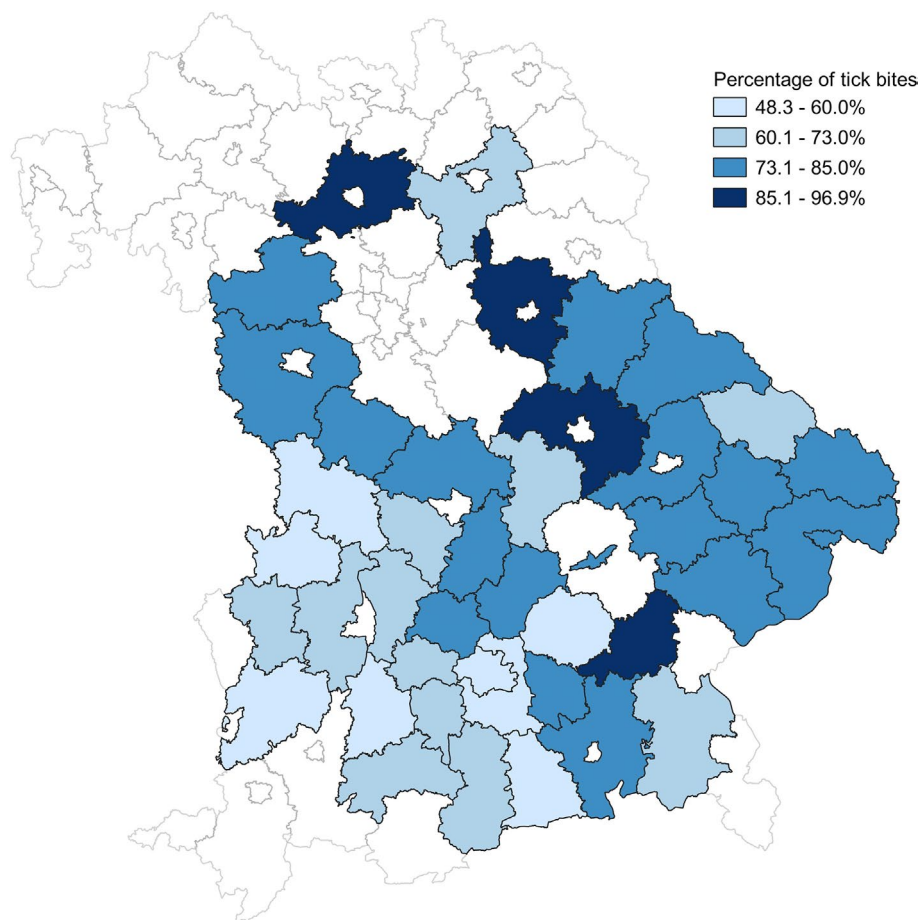 Percentage of tick bites
48.3 - 60.0%
60.1 - 73.0%
73.1 - 85.0%
85.1 - 96.9%